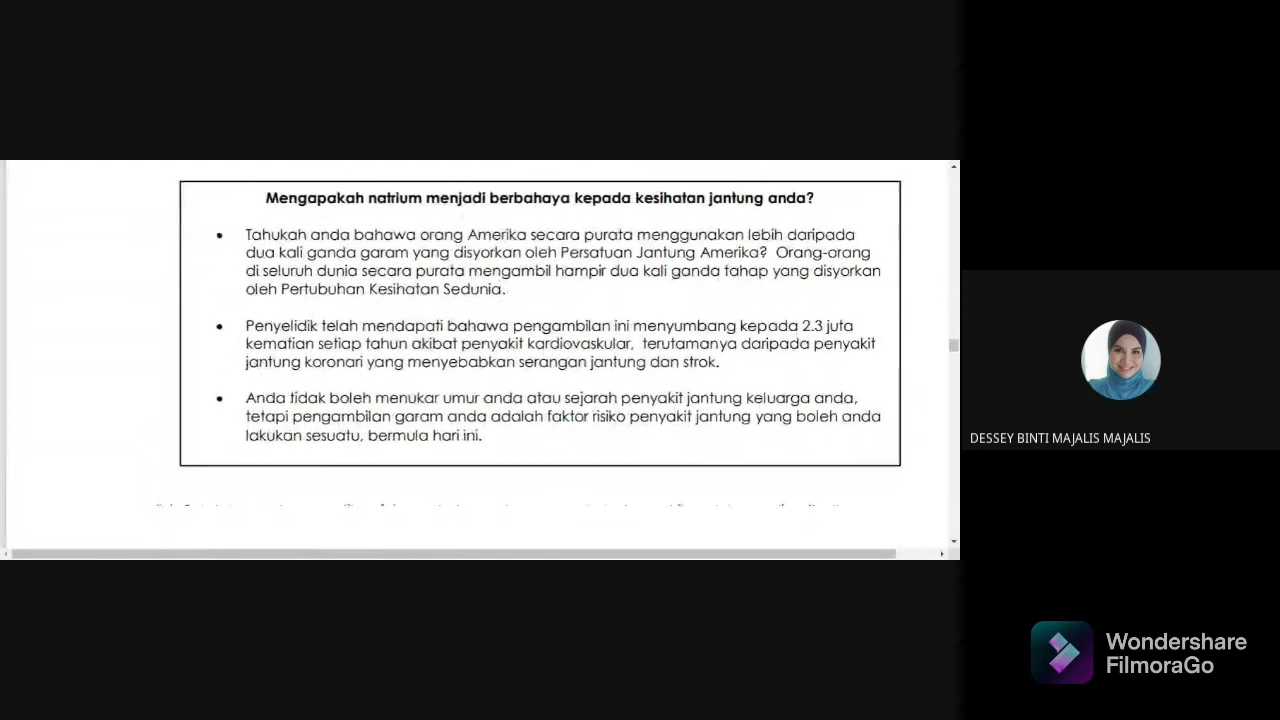 Mengapakah natrium menjadi berbahaya kepada kesihatan jantung anda?
• Tahukah anda bahawa orang Amerika secara purata menggunakan lebih daripada
dua kali ganda garam yang disyorkan oleh Persatuan Jantung Amerika? Orang-orang
di seluruh dunia secara purata mengambil hampir dua kali ganda tahap yang disyorkan
oleh Pertubuhan Kesihatan Sedunia.
• Penyelidik telah mendapati bahawa pengambilan ini menyumbang kepada 2.3 juta
kematian setiap tahun akibat penyakit kardiovaskular, terutamanya daripada penyakit
jantung koronari yang menyebabkan serangan jantung dan strok.
• Anda tidak boleh menukar umur anda atau sejarah penyakit jantung keluarga anda,
tetapi pengambilan garam anda adalah faktor risiko penyakit jantung yang boleh anda
lakukan sesuatu, bermula hari ini.
DESSEY BINTI MAJALIS MAJALIS
Wondershare
FilmoraGo